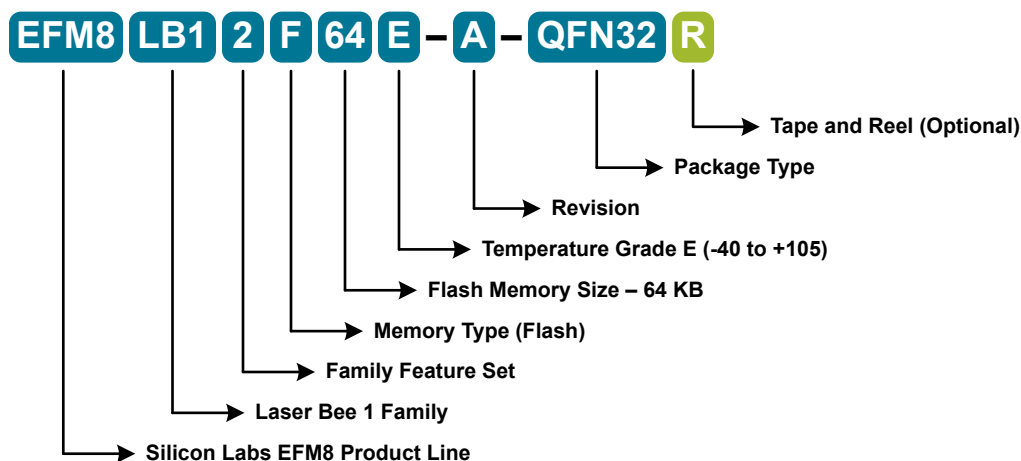 EFM8 LB1 2 F 64 E – A – QFN32 R
Tape and Reel (Optional)
Package Type
Revision
Temperature Grade E (-40 to +105)
Flash Memory Size – 64 KB
Memory Type (Flash)
Family Feature Set
Laser Bee 1 Family
Silicon Labs EFM8 Product Line